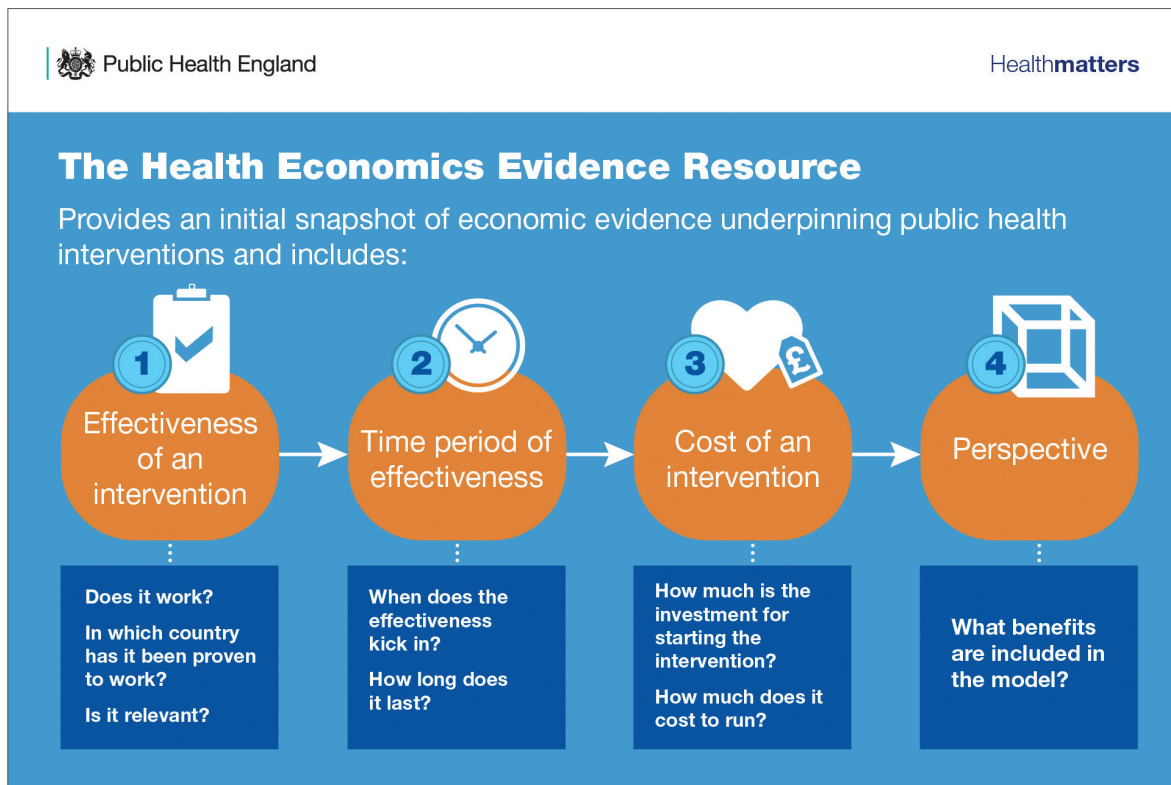 Public Health England
Healthmatters
The Health Economics Evidence Resource
Provides an initial snapshot of economic evidence underpinning public health
interventions and includes:
1
Effectiveness
of an
intervention
2
Time period of
effectiveness
3
£
Cost of an
intervention
4
Perspective
Does it work?
In which country
has it been proven
to work?
Is it relevant?
When does the
effectiveness
kick in?
How long does
it last?
How much is the
investment for
starting the
intervention?
How much does it
cost to run?
What benefits
are included in
the model?